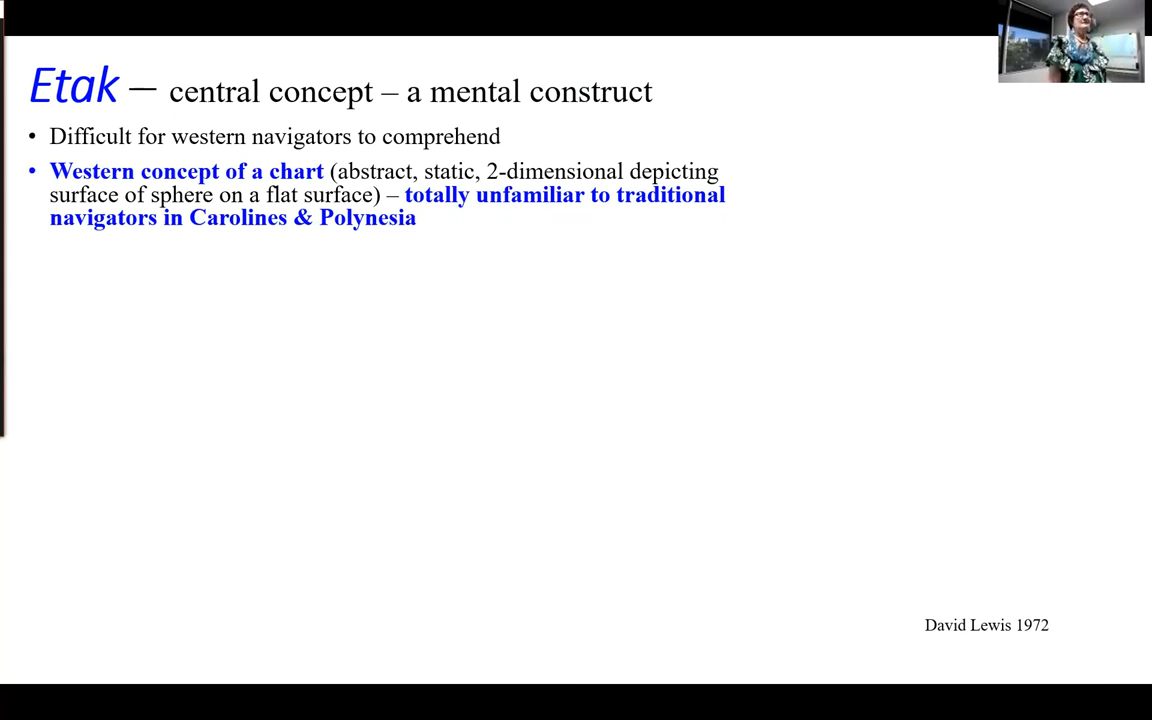 Etak – central concept – a mental construct
• Difficult for western navigators to comprehend
• Western concept of a chart (abstract, static, 2-dimensional depicting
surface of sphere on a flat surface) – totally unfamiliar to traditional
navigators in Carolines & Polynesia
David Lewis 1972